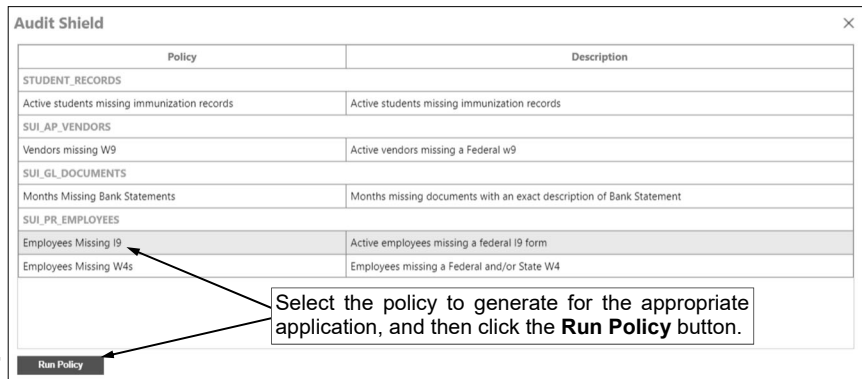 Audit Shield
Policy Description
STUDENT_RECORDS
Active students missing immunization records Active students missing immunization records
SUI_AP_VENDORS
Vendors missing W9 Active vendors missing a Federal w9
SUI_GL_DOCUMENTS
Months Missing Bank Statements Months missing documents with an exact description of Bank Statement
SUI_PR_EMPLOYEES
Employees Missing I9 Active employees missing a federal I9 form
Employees Missing W4s Employees missing a Federal and/or State W4
Select the policy to generate for the appropriate
application, and then click the Run Policy button.
Run Policy